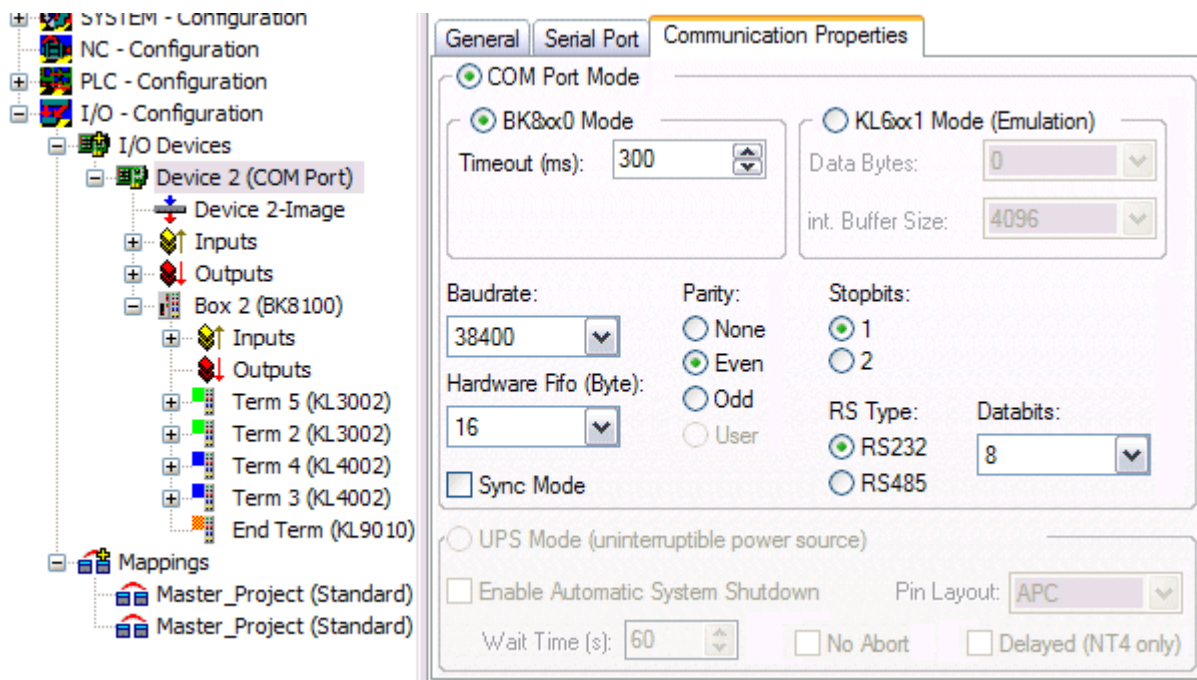 SYSTEM - Configuration
NC - Configuration
PLC - Configuration
I/O - Configuration
I/O Devices
Device 2 (COM Port)
Device 2-Image
Inputs
Outputs
Box 2 (BK8100)
Inputs
Outputs
Term 5 (KL3002)
Term 2 (KL3002)
Term 4 (KL4002)
Term 3 (KL4002)
End Term (KL9010)
Mappings
Master_Project (Standard)
Master_Project (Standard)
General Serial Port Communication Properties
COM Port Mode
BK8xx0 Mode
Timeout (ms): 300
KL6xx1 Mode (Emulation)
Data Bytes: 0
int. Buffer Size: 4096
Baudrate:
38400
Hardware Fifo (Byte):
16
Sync Mode
Parity:
None
Even
Odd
User
Stopbits:
1
2
RS Type:
RS232
RS485
Databits:
8
UPS Mode (uninterruptible power source)
Enable Automatic System Shutdown Pin Layout: APC
Wait Time (s): 60 No Abort Delayed (NT4 only)